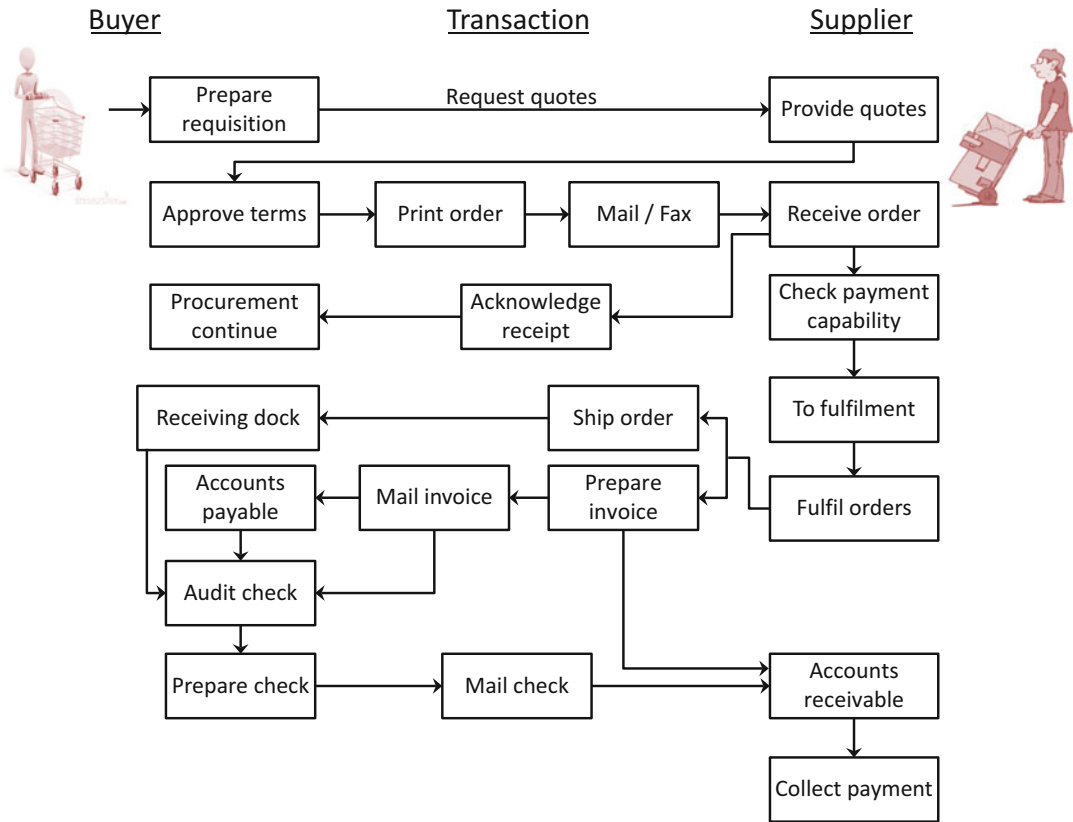 Buyer
Transaction
Supplier
Prepare
requisition
Request quotes
Provide quotes
Approve terms
Print order
Mail / Fax
Receive order
Procurement
continue
Acknowledge
receipt
Check payment
capability
Receiving dock
Ship order
To fulfilment
Accounts
payable
Mail invoice
Prepare
invoice
Fulfil orders
Audit check
Prepare check
Mail check
Accounts
receivable
Collect payment